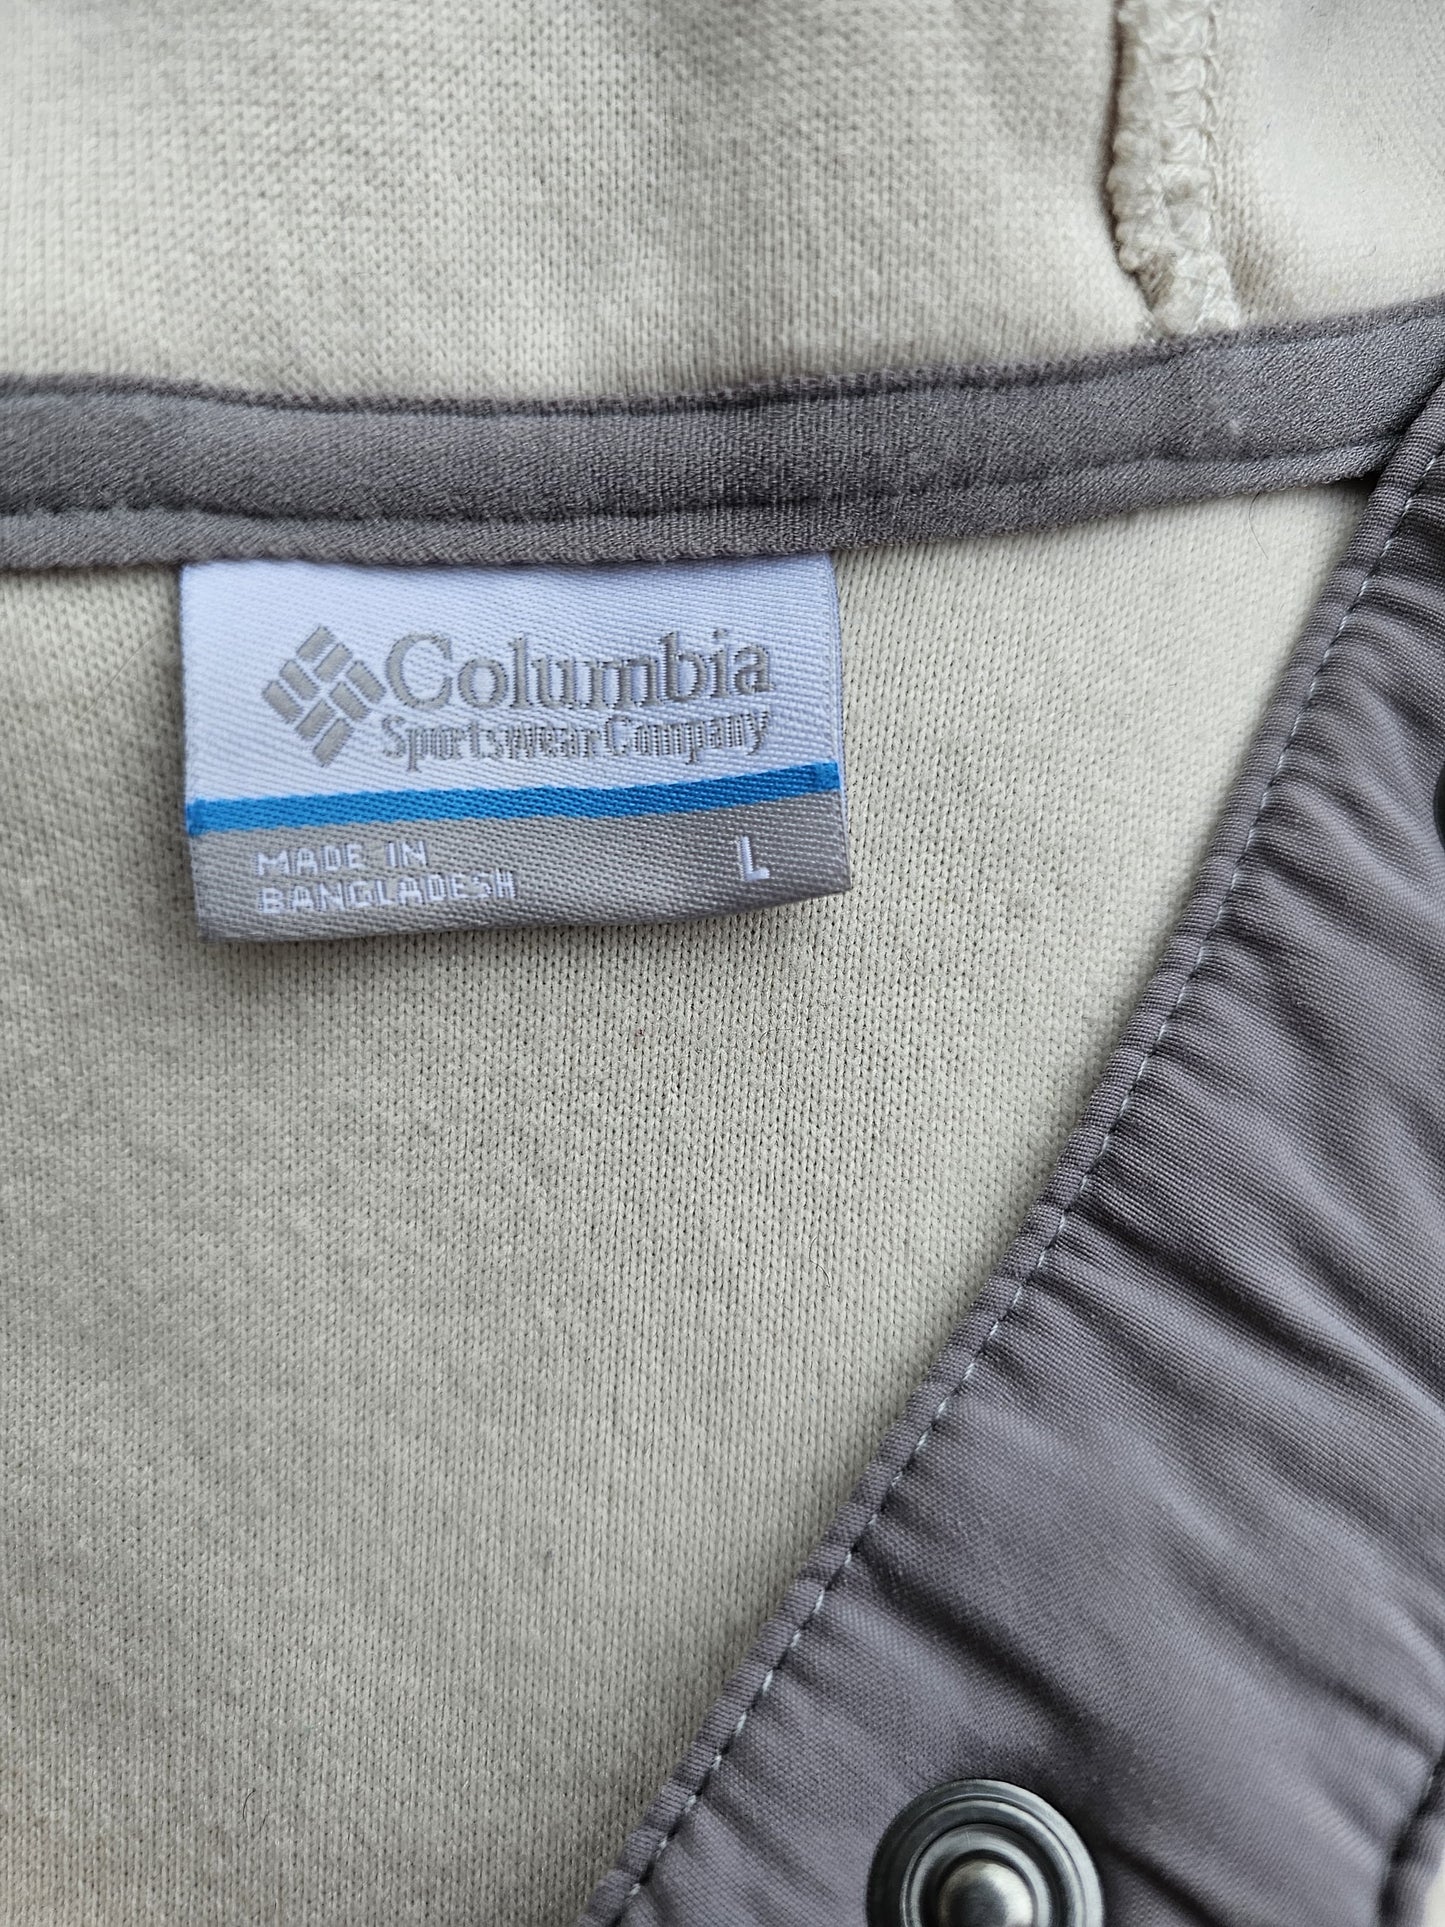 Columbia
Sportswear Company
MADE IN
BANGLADESH
L